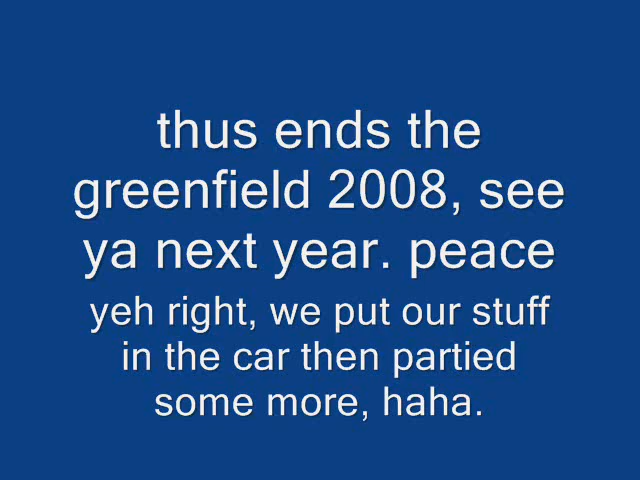 thus ends the
greenfield 2008, see
ya next year. peace
yeh right, we put our stuff
in the car then partied
some more, haha.